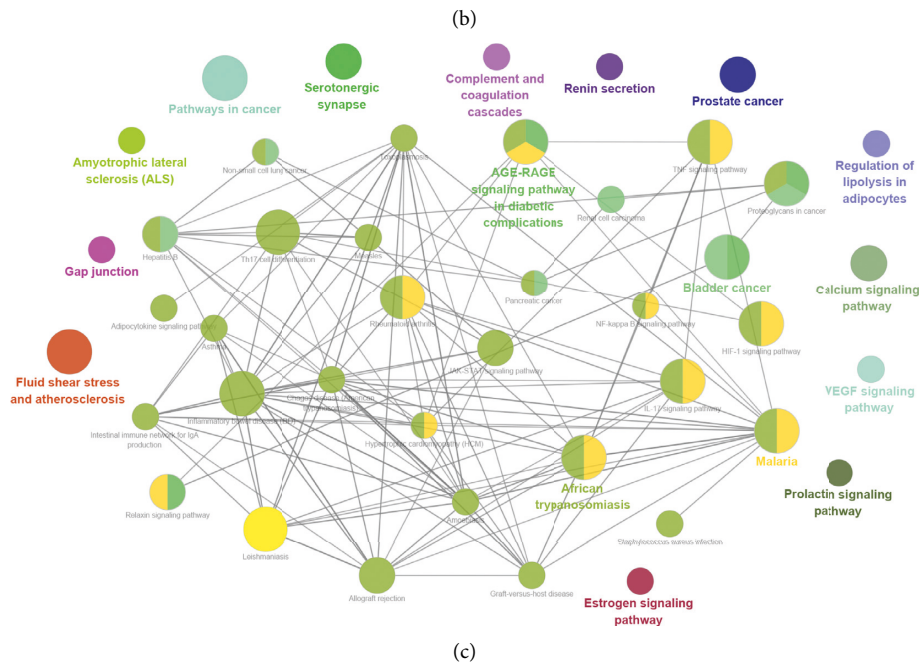 (b)
Pathways in cancer
Serotonergic
synapse
Complement and
coagulation
cascades
Renin secretion
Prostate cancer
Amyotrophic lateral
sclerosis (ALS)
Non-small cell lung cancer
Toxoplasmosis
AGE-RAGE
signaling pathway
in diabetic
complications
TNF signaling pathway
Regulation of
lipolysis in
adipocytes
Renal cell carcinoma
Proteoglycans in cancer
Gap junction
Hepatitis B
Th17 cell differentiation
Measles
Pancreatic cancer
Bladder cancer
Calcium signaling
pathway
Adipocytokine signaling pathway
Asthma
Rheumatoid arthritis
NF-kappa B signaling pathway
HIF-1 signaling pathway
Fluid shear stress
and atherosclerosis
JAK-STAT signaling pathway
VEGF signaling
pathway
Intestinal immune network for IgA
production
Inflammatory bowel disease (IBD)
Chagas disease (American
trypanosomiasis)
Hypertrophic cardiomyopathy (HCM)
IL-17 signaling pathway
Malaria
Relaxin signaling pathway
African
trypanosomiasis
Prolactin signaling
pathway
Leishmaniasis
Amoebiasis
Staphylococcus aureus infection
Allograft rejection
Graft-versus-host disease
Estrogen signaling
pathway
(c)